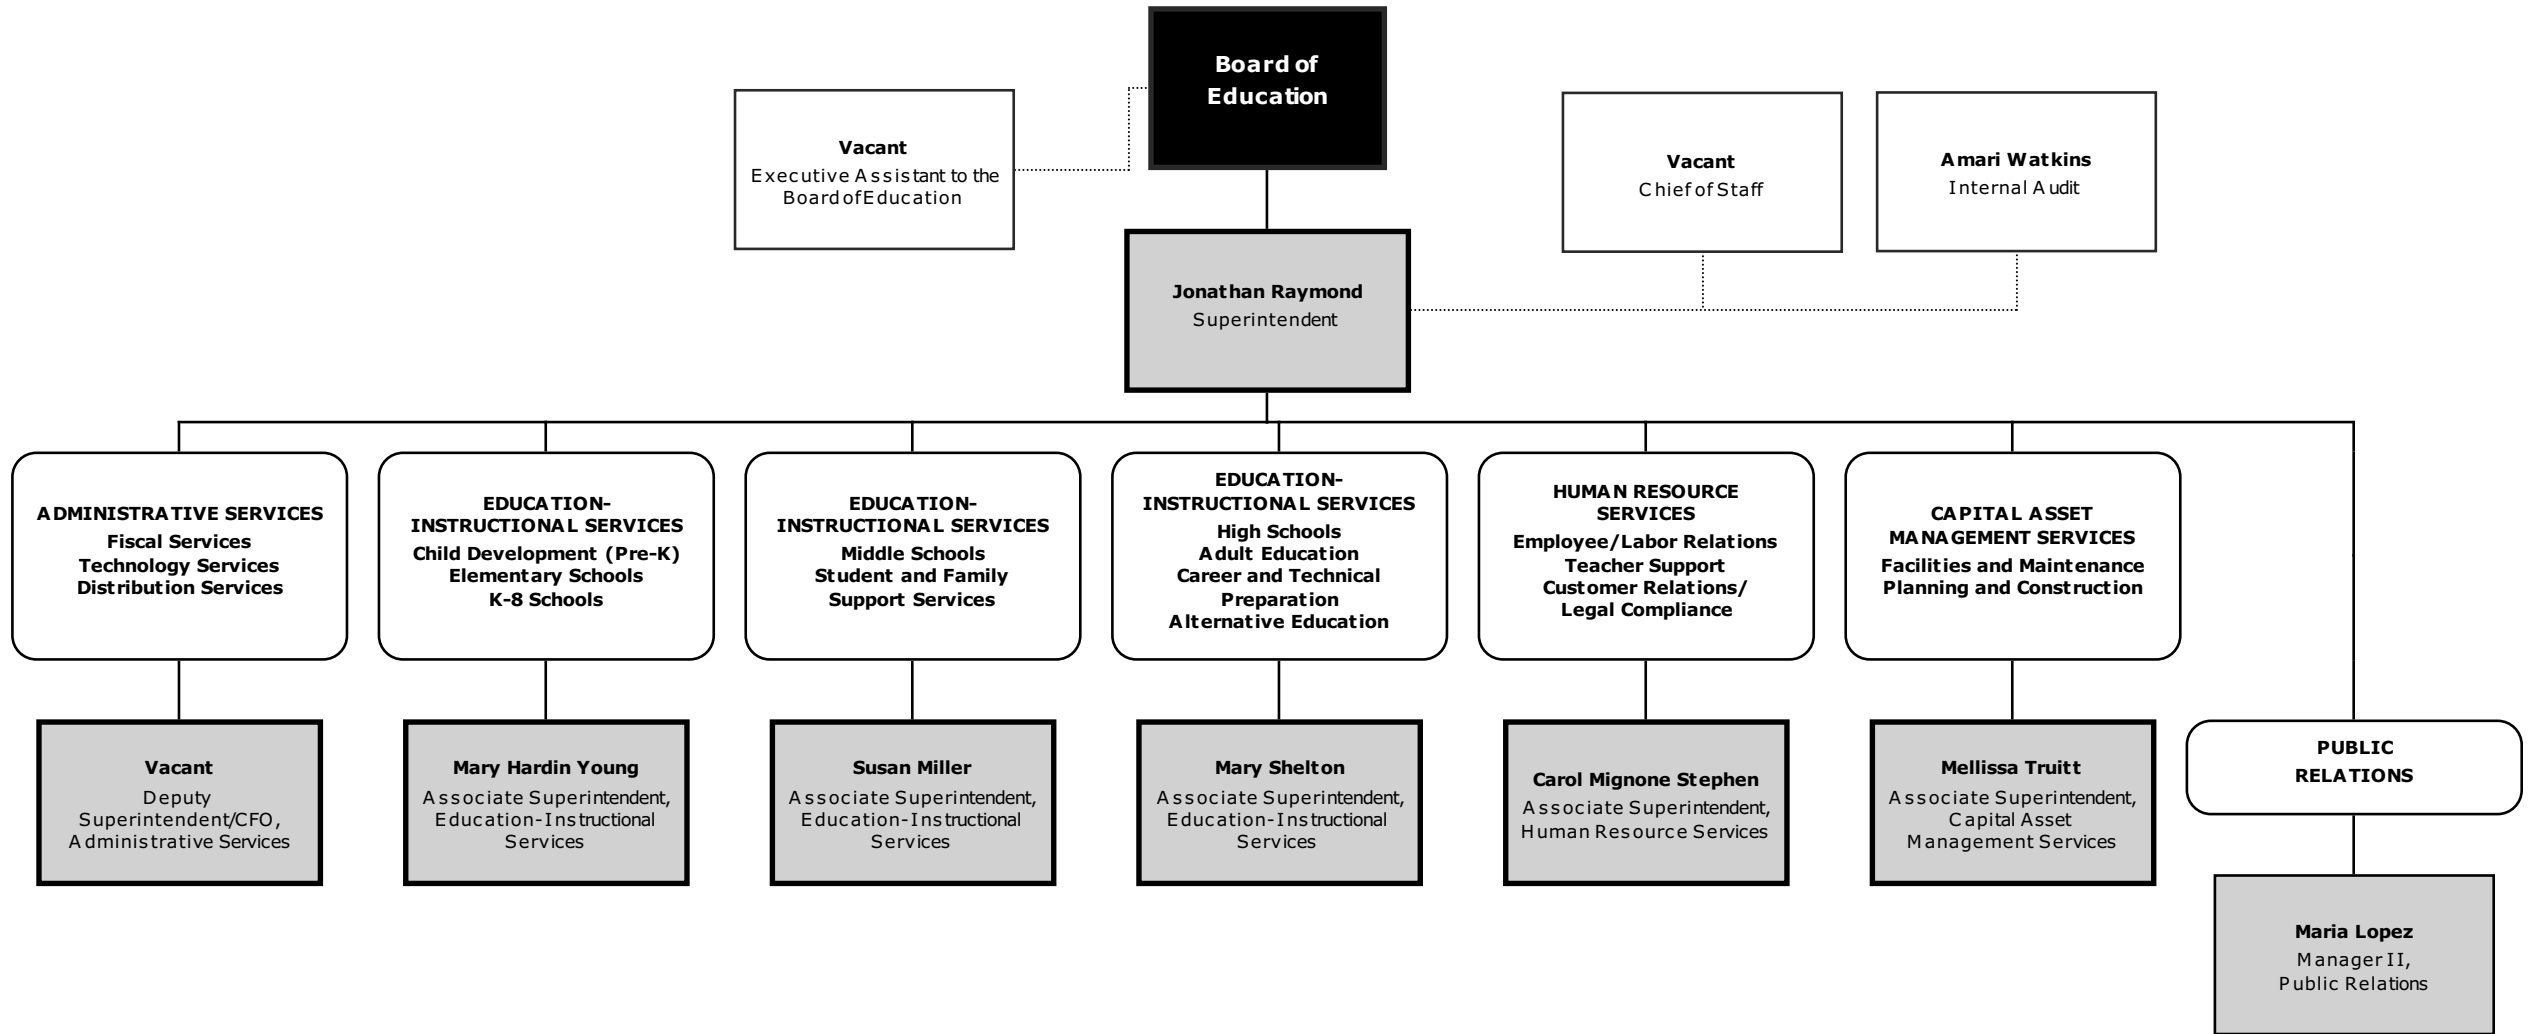 Board of
Education
Vacant
Executive Assistant to the
Board of Education
Vacant
Chief of Staff
Amari Watkins
Internal Audit
Jonathan Raymond
Superintendent
ADMINISTRATIVE SERVICES
Fiscal Services
Technology Services
Distribution Services
EDUCATION-
INSTRUCTIONAL SERVICES
Child Development (Pre-K)
Elementary Schools
K-8 Schools
EDUCATION-
INSTRUCTIONAL SERVICES
Middle Schools
Student and Family
Support Services
EDUCATION-
INSTRUCTIONAL SERVICES
High Schools
Adult Education
Career and Technical
Preparation
Alternative Education
HUMAN RESOURCE
SERVICES
Employee/Labor Relations
Teacher Support
Customer Relations/
Legal Compliance
CAPITAL ASSET
MANAGEMENT SERVICES
Facilities and Maintenance
Planning and Construction
Vacant
Deputy
Superintendent/CFO,
Administrative Services
Mary Hardin Young
Associate Superintendent,
Education-Instructional
Services
Susan Miller
Associate Superintendent,
Education-Instructional
Services
Mary Shelton
Associate Superintendent,
Education-Instructional
Services
Carol Mignone Stephen
Associate Superintendent,
Human Resource Services
Mellissa Truitt
Associate Superintendent,
Capital Asset
Management Services
PUBLIC
RELATIONS
Maria Lopez
Manager II,
Public Relations